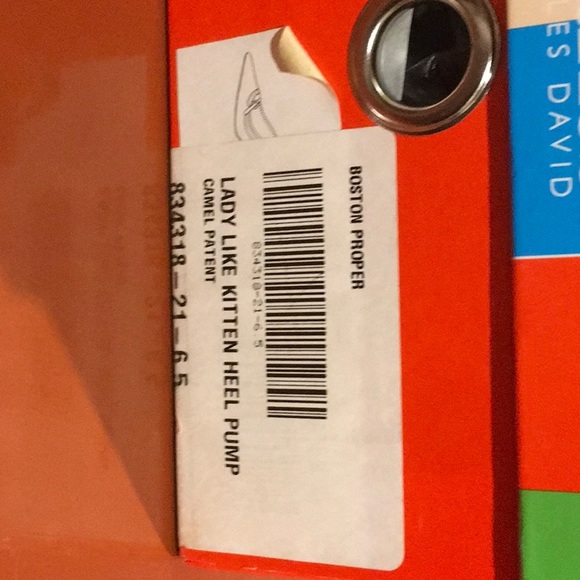 BOSTON PROPER
834318-21-6.5
LADY LIKE KITTEN HEEL PUMP
CAMEL PATENT
834318-21-6.5
ES DAVID